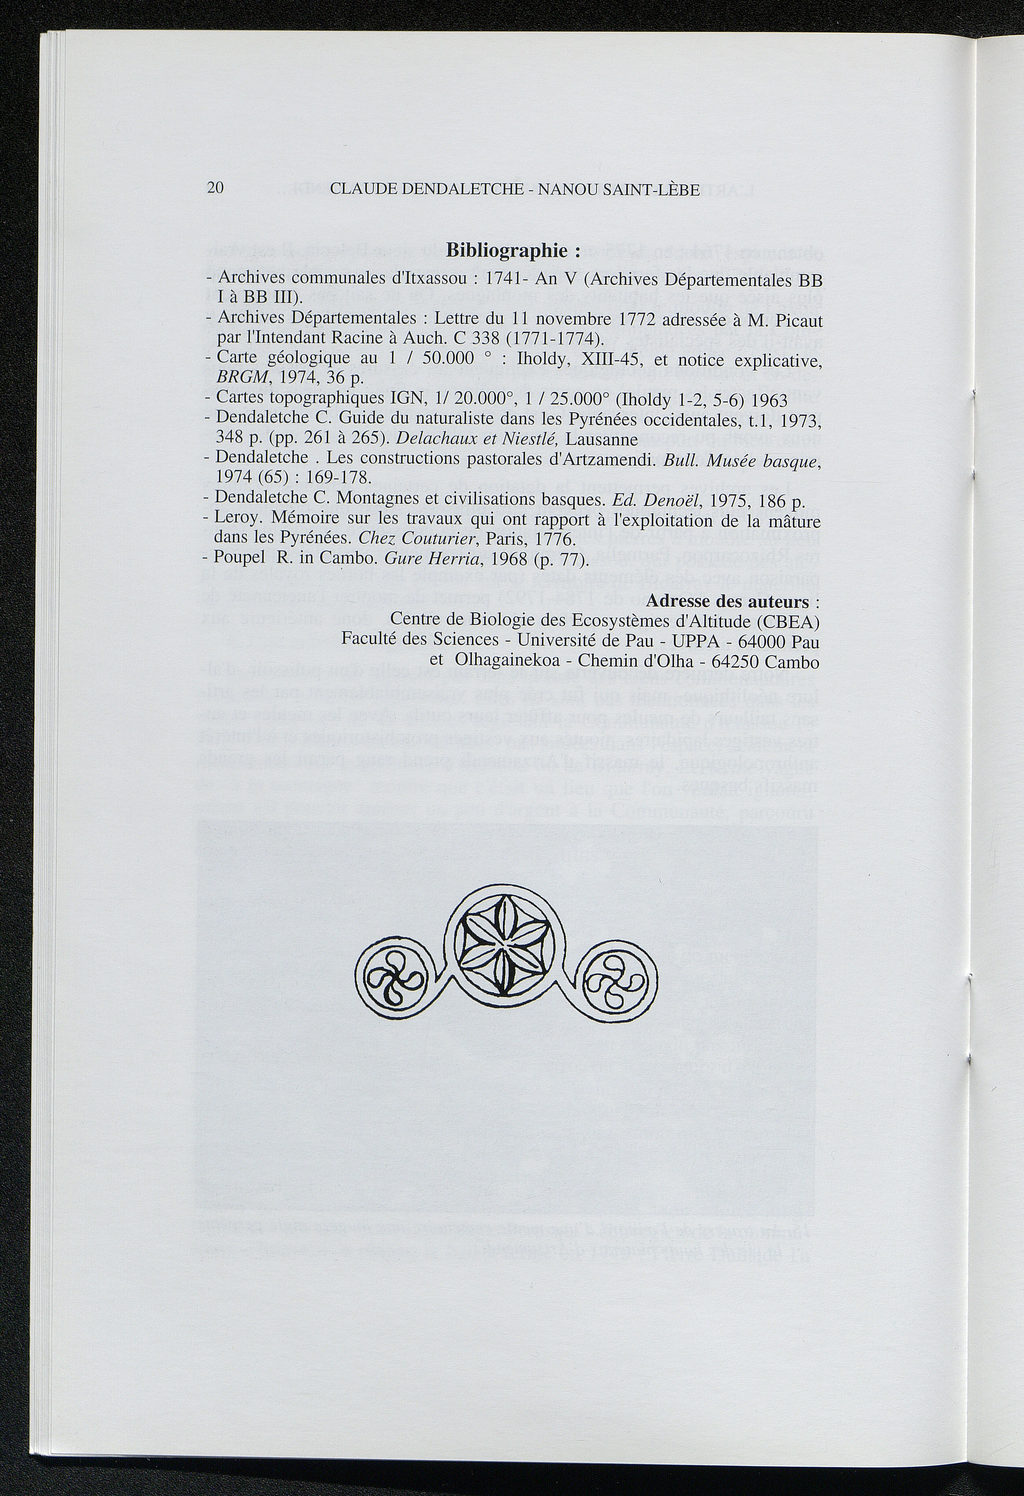 20 CLAUDE DENDALETCHE - NANOU SAINT-LÈBE
Bibliographie :
- Archives communales d'Itxassou : 1741- An V (Archives Départementales BB
I à BB III).
- Archives Départementales : Lettre du 11 novembre 1772 adressée à M. Picaut
par l'Intendant Racine à Auch. C 338 (1771-1774).
- Carte géologique au 1 / 50.000 ° : Iholdy, XIII-45, et notice explicative,
BRGM, 1974, 36 p.
- Cartes topographiques IGN, 1/ 20.000°, 1 / 25.000° (Iholdy 1-2, 5-6) 1963
- Dendaletche C. Guide du naturaliste dans les Pyrénées occidentales, t.1, 1973,
348 p. (pp. 261 à 265). Delachaux et Niestlé, Lausanne
- Dendaletche . Les constructions pastorales d'Artzamendi. Bull. Musée basque,
1974 (65) : 169-178.
- Dendaletche C. Montagnes et civilisations basques. Ed. Denoël, 1975, 186 p.
- Leroy. Mémoire sur les travaux qui ont rapport à l'exploitation de la mâture
dans les Pyrénées. Chez Couturier, Paris, 1776.
- Poupel R. in Cambo. Gure Herria, 1968 (p. 77).
Adresse des auteurs :
Centre de Biologie des Ecosystèmes d'Altitude (CBEA)
Faculté des Sciences - Université de Pau - UPPA - 64000 Pau
et Olhagainekoa - Chemin d'Olha - 64250 Cambo